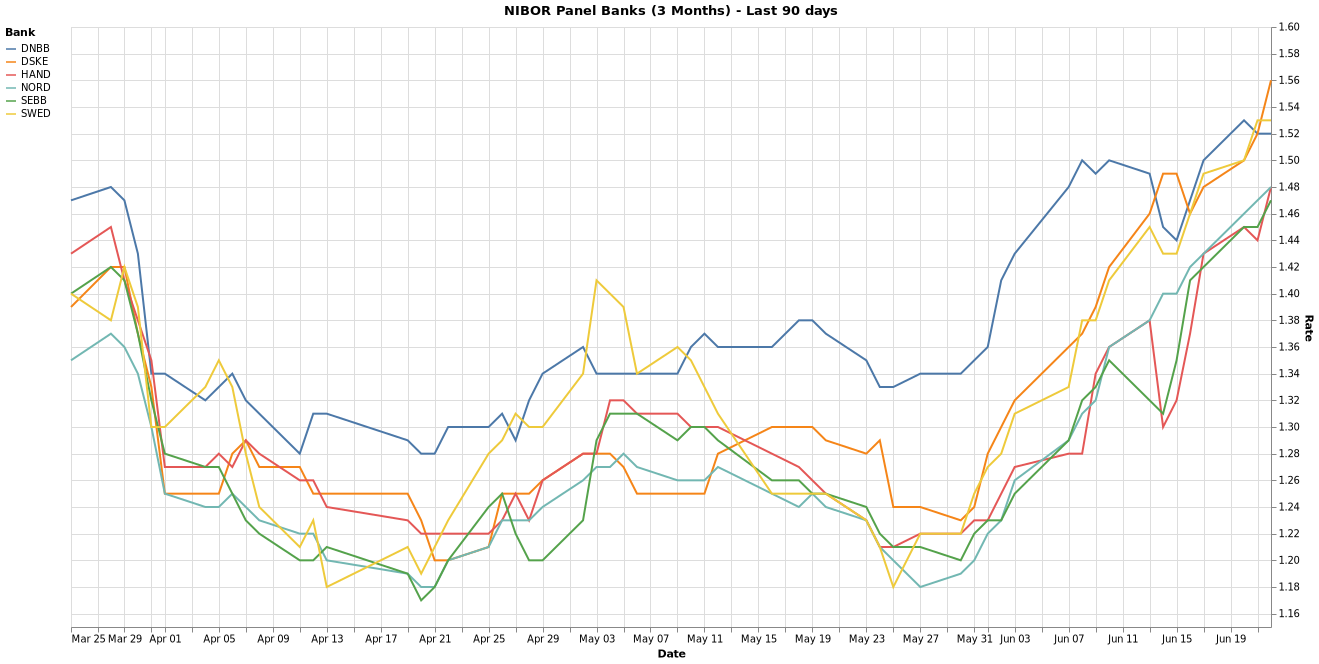 NIBOR Panel Banks (3 Months) - Last 90 days
Bank
DNBB
DSKE
HAND
NORD
SEBB
SWED
1.60
1.58
1.56
1.54
1.52
1.50
1.48
1.46
1.44
1.42
1.40
1.38
1.36
1.34
1.32
1.30
1.28
1.26
1.24
1.22
1.20
1.18
1.16
Rate
Mar 25 Mar 29 Apr 01 Apr 05 Apr 09 Apr 13 Apr 17 Apr 21 Apr 25 Apr 29 May 03 May 07 May 11 May 15 May 19 May 23 May 27 May 31 Jun 03 Jun 07 Jun 11 Jun 15 Jun 19
Date